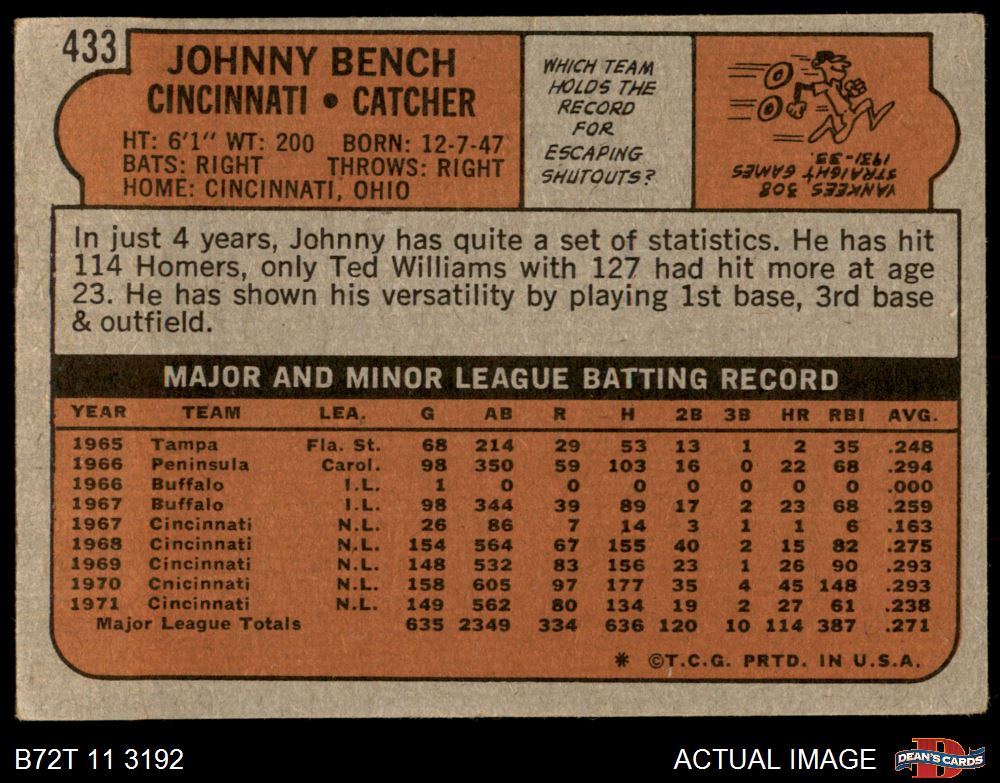 433
JOHNNY BENCH
CINCINNATI • CATCHER
HT: 6'1" WT: 200 BORN: 12-7-47
BATS: RIGHT THROWS: RIGHT
HOME: CINCINNATI, OHIO
WHICH TEAM
HOLDS THE
RECORD
FOR
ESCAPING
SHUTOUTS?
YANKEES 308
STRAIGHT GAMES
1931-33.
In just 4 years, Johnny has quite a set of statistics. He has hit
114 Homers, only Ted Williams with 127 had hit more at age
23. He has shown his versatility by playing 1st base, 3rd base
& outfield.
MAJOR AND MINOR LEAGUE BATTING RECORD
YEAR TEAM LEA. G AB R H 2B 3B HR RBI AVG.
1965 Tampa Fla. St. 68 214 29 53 13 1 2 35 .248
1966 Peninsula Carol. 98 350 59 103 16 0 22 68 .294
1966 Buffalo I.L. 1 0 0 0 0 0 0 0 .000
1967 Buffalo I.L. 98 344 39 89 17 2 23 68 .259
1967 Cincinnati N.L. 26 86 7 14 3 1 1 6 .163
1968 Cincinnati N.L. 154 564 67 155 40 2 15 82 .275
1969 Cincinnati N.L. 148 532 83 156 23 1 26 90 .293
1970 Cnicinnati N.L. 158 605 97 177 35 4 45 148 .293
1971 Cincinnati N.L. 149 562 80 134 19 2 27 61 .238
Major League Totals 635 2349 334 636 120 10 114 387 .271
* ©T.C.G. PRTD. IN U.S.A.
B72T 11 3192
ACTUAL IMAGE
D
DEAN'S CARDS